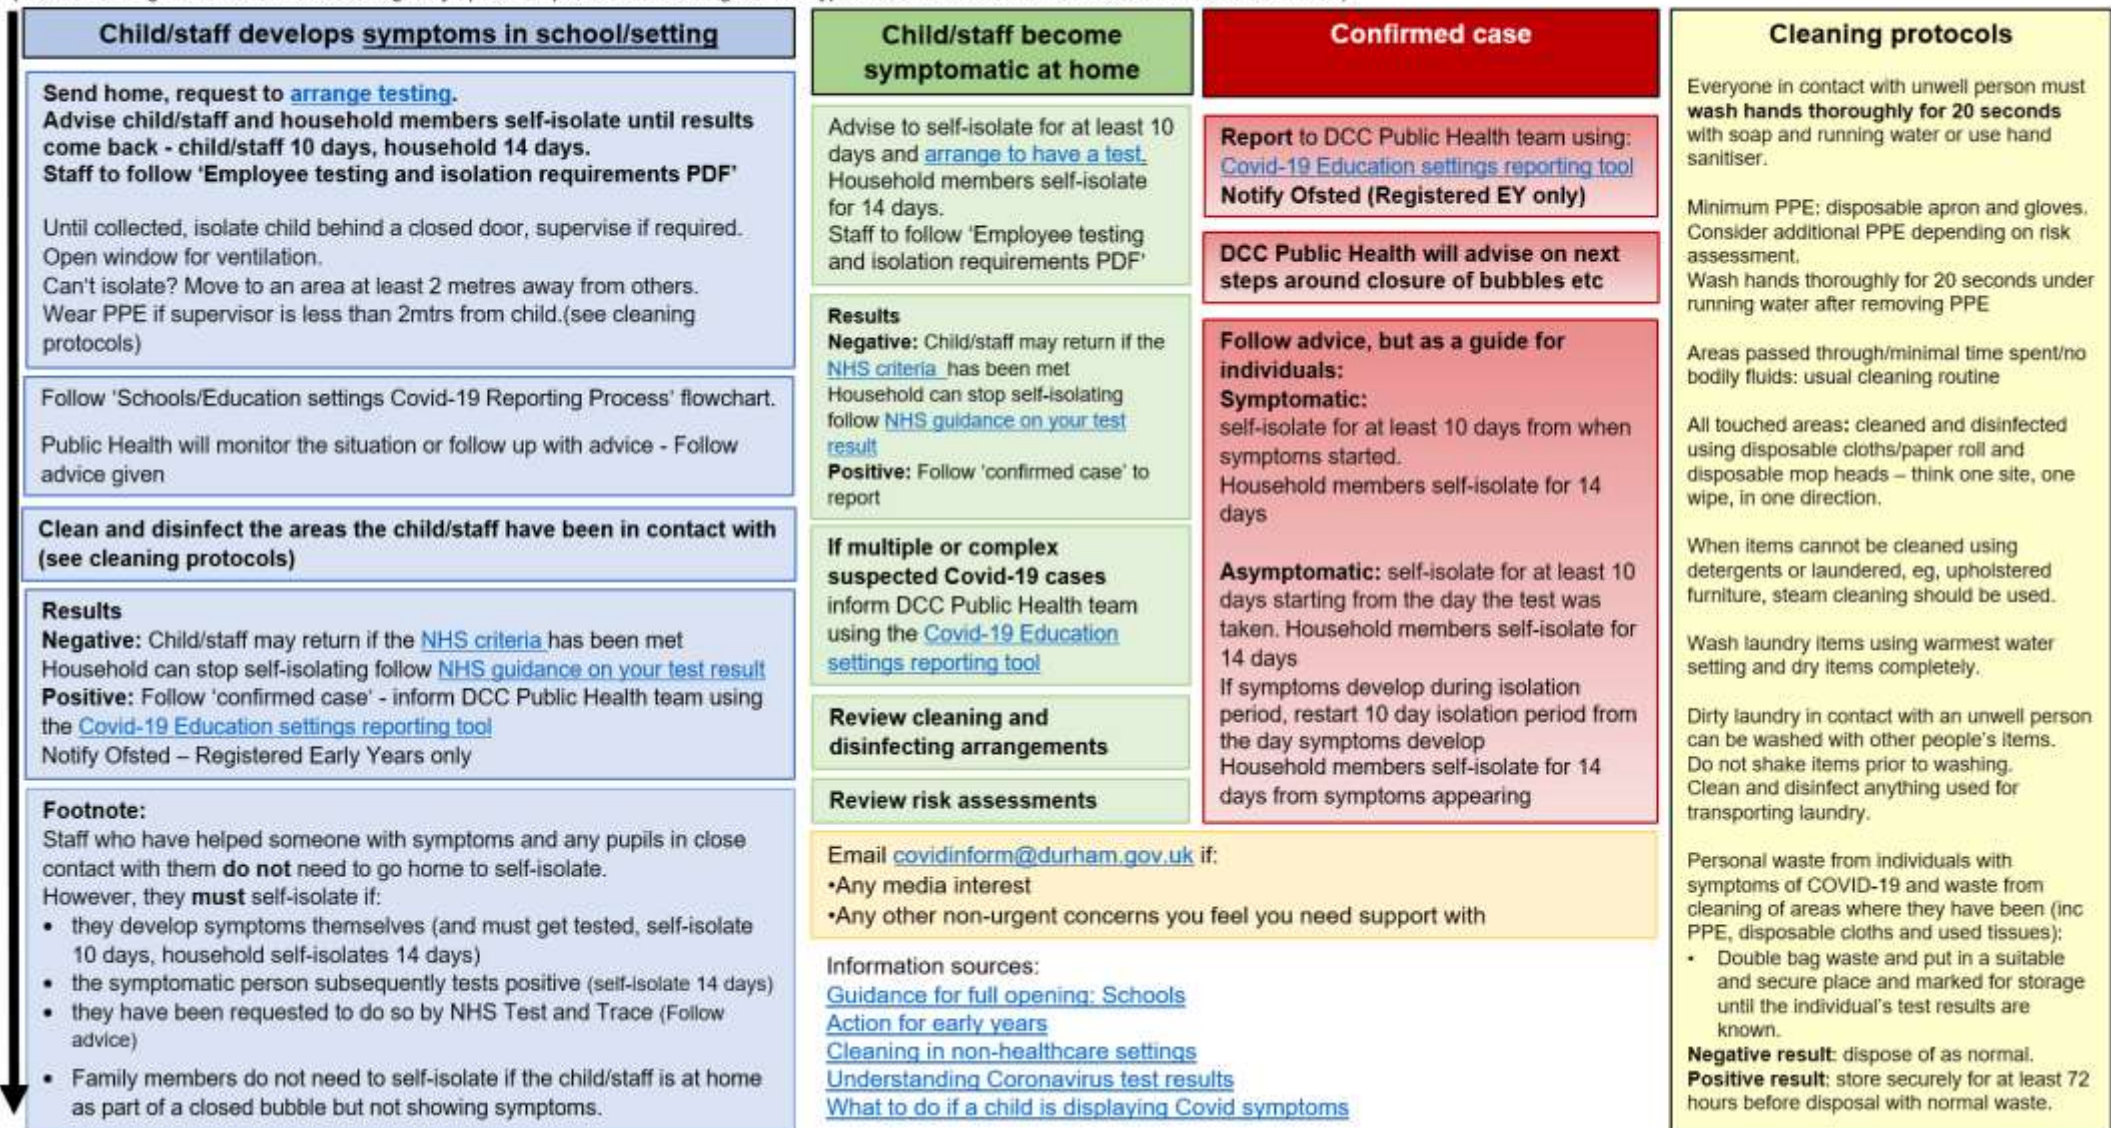 Child/staff develops symptoms in school/setting
Send home, request to arrange testing.
Advise child/staff and household members self-isolate until results
come back - child/staff 10 days, household 14 days.
Staff to follow ‘Employee testing and isolation requirements PDF’
Until collected, isolate child behind a closed door, supervise if required.
Open window for ventilation.
Can't isolate? Move to an area at least 2 metres away from others.
Wear PPE if supervisor is less than 2mtrs from child.(see cleaning
protocols)
Follow ‘Schools/Education settings Covid-19 Reporting Process’ flowchart.
Public Health will monitor the situation or follow up with advice - Follow
advice given
Clean and disinfect the areas the child/staff have been in contact with
(see cleaning protocols)
Results
Negative: Child/staff may return if the NHS criteria has been met
Household can stop self-isolating follow NHS guidance on your test result
Positive: Follow ‘confirmed case’ - inform DCC Public Health team using
the Covid-19 Education settings reporting tool
Notify Ofsted – Registered Early Years only
Footnote:
Staff who have helped someone with symptoms and any pupils in close
contact with them do not need to go home to self-isolate.
However, they must self-isolate if:
• they develop symptoms themselves (and must get tested, self-isolate
10 days, household self-isolates 14 days)
• the symptomatic person subsequently tests positive (self-isolate 14 days)
• they have been requested to do so by NHS Test and Trace (Follow
advice)
• Family members do not need to self-isolate if the child/staff is at home
as part of a closed bubble but not showing symptoms.
Child/staff become
symptomatic at home
Advise to self-isolate for at least 10
days and arrange to have a test.
Household members self-isolate
for 14 days.
Staff to follow ‘Employee testing
and isolation requirements PDF’
Results
Negative: Child/staff may return if the
NHS criteria has been met
Household can stop self-isolating
follow NHS guidance on your test
result
Positive: Follow ‘confirmed case’ to
report
If multiple or complex
suspected Covid-19 cases
inform DCC Public Health team
using the Covid-19 Education
settings reporting tool
Review cleaning and
disinfecting arrangements
Review risk assessments
Confirmed case
Report to DCC Public Health team using:
Covid-19 Education settings reporting tool
Notify Ofsted (Registered EY only)
DCC Public Health will advise on next
steps around closure of bubbles etc
Follow advice, but as a guide for
individuals:
Symptomatic:
self-isolate for at least 10 days from when
symptoms started.
Household members self-isolate for 14
days
Asymptomatic: self-isolate for at least 10
days starting from the day the test was
taken. Household members self-isolate for
14 days
If symptoms develop during isolation
period, restart 10 day isolation period from
the day symptoms develop
Household members self-isolate for 14
days from symptoms appearing
Email covidinform@durham.gov.uk if:
•Any media interest
•Any other non-urgent concerns you feel you need support with
Information sources:
Guidance for full opening: Schools
Action for early years
Cleaning in non-healthcare settings
Understanding Coronavirus test results
What to do if a child is displaying Covid symptoms
Cleaning protocols
Everyone in contact with unwell person must
wash hands thoroughly for 20 seconds
with soap and running water or use hand
sanitiser.
Minimum PPE: disposable apron and gloves.
Consider additional PPE depending on risk
assessment.
Wash hands thoroughly for 20 seconds under
running water after removing PPE
Areas passed through/minimal time spent/no
bodily fluids: usual cleaning routine
All touched areas: cleaned and disinfected
using disposable cloths/paper roll and
disposable mop heads – think one site, one
wipe, in one direction.
When items cannot be cleaned using
detergents or laundered, eg, upholstered
furniture, steam cleaning should be used.
Wash laundry items using warmest water
setting and dry items completely.
Dirty laundry in contact with an unwell person
can be washed with other people's items.
Do not shake items prior to washing.
Clean and disinfect anything used for
transporting laundry.
Personal waste from individuals with
symptoms of COVID-19 and waste from
cleaning of areas where they have been (inc
PPE, disposable cloths and used tissues):
• Double bag waste and put in a suitable
and secure place and marked for storage
until the individual's test results are
known.
Negative result: dispose of as normal.
Positive result: store securely for at least 72
hours before disposal with normal waste.